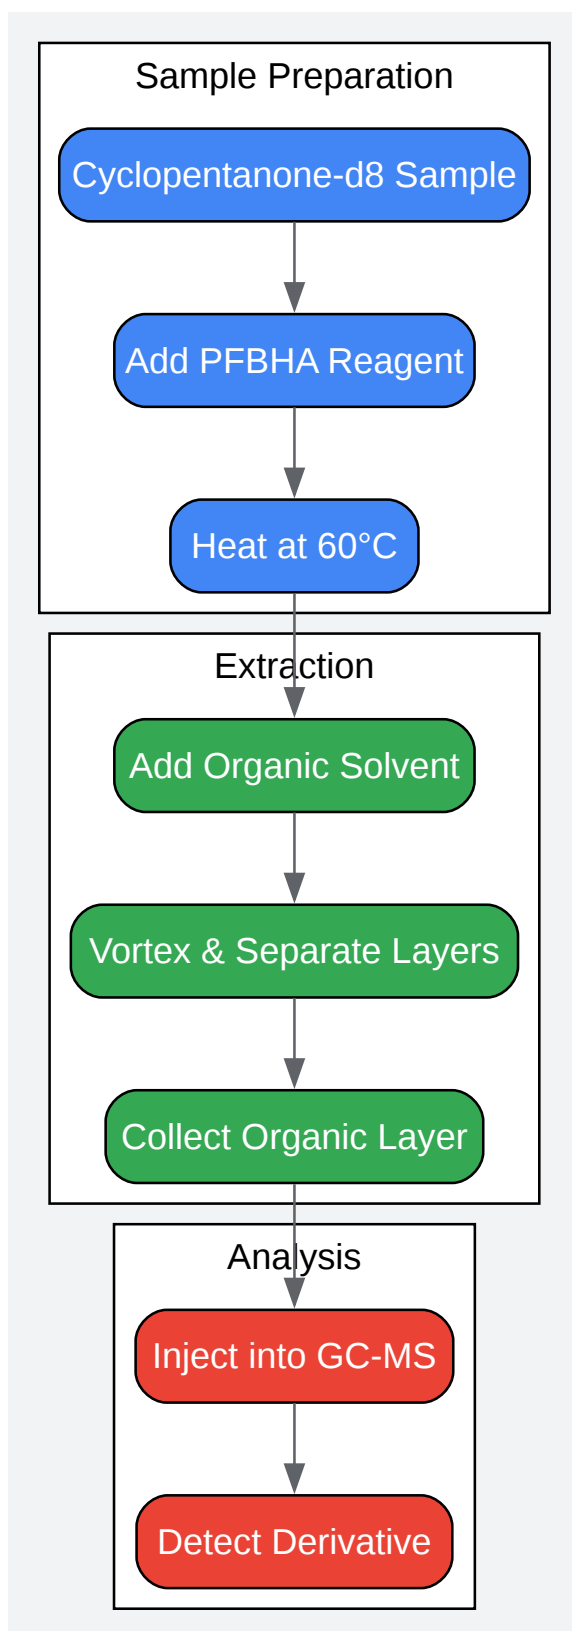 Sample Preparation
Cyclopentanone-d8 Sample
Add PFBHA Reagent
Heat at 60°C
Extraction
Add Organic Solvent
Vortex & Separate Layers
Collect Organic Layer
Analysis
Inject into GC-MS
Detect Derivative